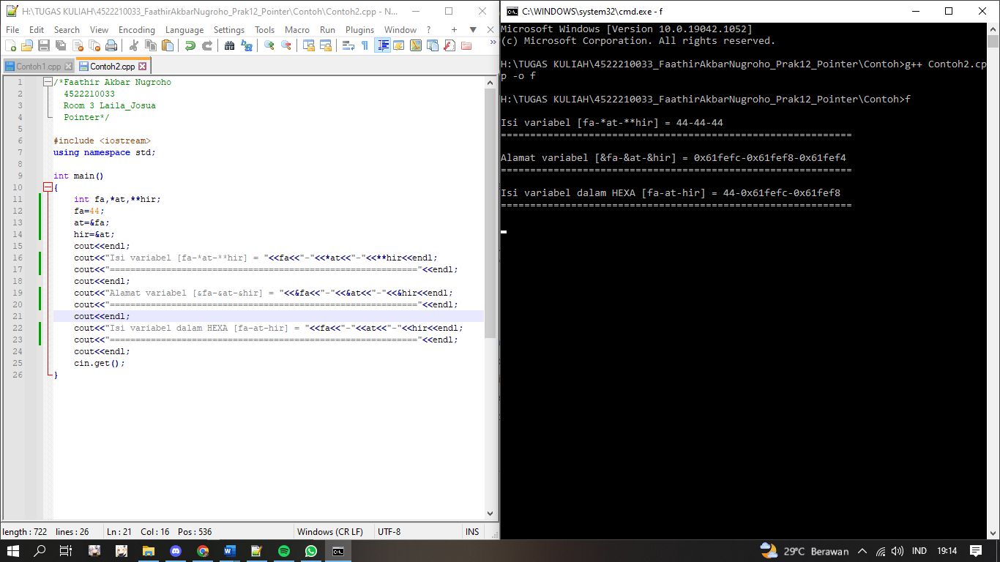 H:\TUGAS KULIAH\4522210033_FaathirAkbarNugroho_Prak12_Pointer\Contoh\Contoh2.cpp - N...
File Edit Search View Encoding Language Settings Tools Macro Run Plugins Window ? + ▼ X
Contoh1.cpp Contoh2.cpp
1 /*Faathir Akbar Nugroho
2 4522210033
3 Room 3 Laila_Josua
4 Pointer*/
5
6 #include <iostream>
7 using namespace std;
8
9 int main()
10 {
11 int fa,*at,**hir;
12 fa=44;
13 at=&fa;
14 hir=&at;
15 cout<<endl;
16 cout<<"Isi variabel [fa-*at-**hir] = "<<fa<<"-"<<*at<<"-"<<**hir<<endl;
17 cout<<"============================================================"<<endl;
18 cout<<endl;
19 cout<<"Alamat variabel [&fa-&at-&hir] = "<<&fa<<"-"<<&at<<"-"<<&hir<<endl;
20 cout<<"============================================================"<<endl;
21 cout<<endl;
22 cout<<"Isi variabel dalam HEXA [fa-at-hir] = "<<fa<<"-"<<at<<"-"<<hir<<endl;
23 cout<<"============================================================"<<endl;
24 cout<<endl;
25 cin.get();
26 }
length : 722 lines : 26 Ln : 21 Col : 16 Pos : 536 Windows (CR LF) UTF-8 INS
C:\WINDOWS\system32\cmd.exe - f
Microsoft Windows [Version 10.0.19042.1052]
(c) Microsoft Corporation. All rights reserved.
H:\TUGAS KULIAH\4522210033_FaathirAkbarNugroho_Prak12_Pointer\Contoh>g++ Contoh2.cp
p -o f
H:\TUGAS KULIAH\4522210033_FaathirAkbarNugroho_Prak12_Pointer\Contoh>f
Isi variabel [fa-*at-**hir] = 44-44-44
============================================================
Alamat variabel [&fa-&at-&hir] = 0x61fefc-0x61fef8-0x61fef4
============================================================
Isi variabel dalam HEXA [fa-at-hir] = 44-0x61fefc-0x61fef8
============================================================
29°C Berawan IND 19:14